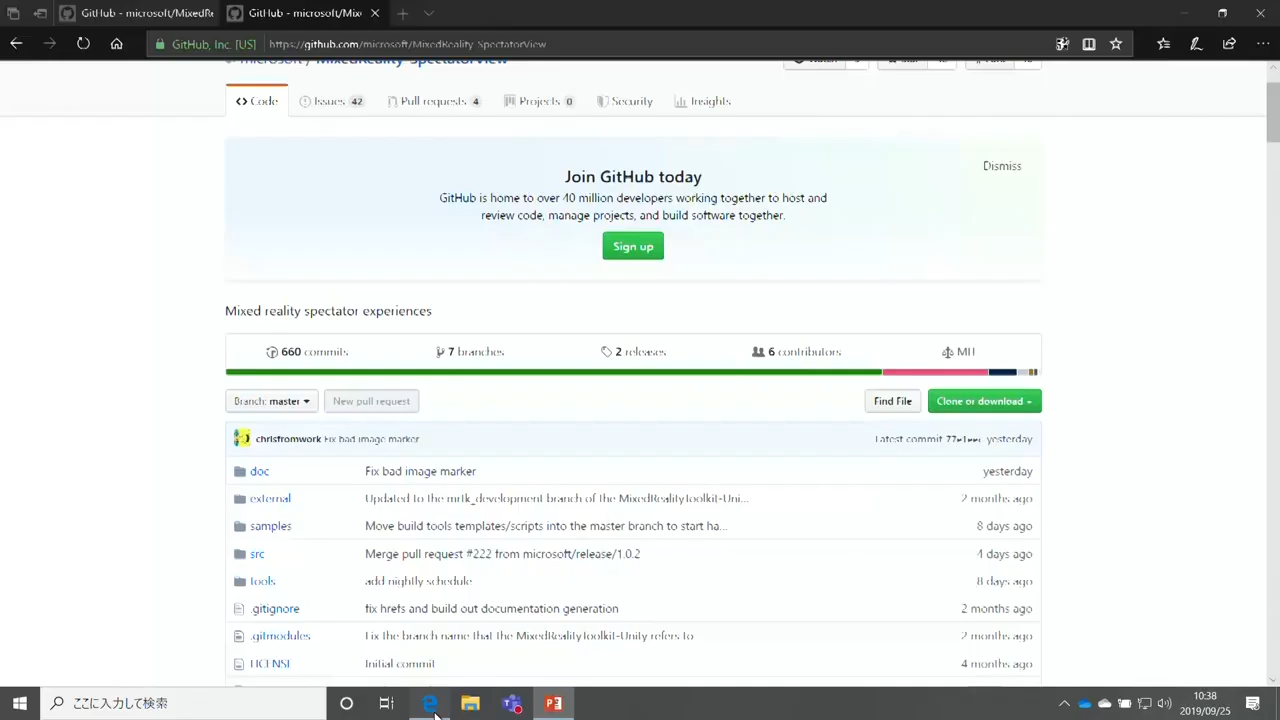 GitHub - microsoft/MixedRe
GitHub - microsoft/Mix
GitHub, Inc. [US]
https://github.com/microsoft/MixedReality-SpectatorView
microsoft / MixedReality-SpectatorView
Code
Issues 42
Pull requests 4
Projects 0
Security
Insights
Dismiss
Join GitHub today
GitHub is home to over 40 million developers working together to host and
review code, manage projects, and build software together.
Sign up
Mixed reality spectator experiences
660 commits
7 branches
2 releases
6 contributors
MIT
Branch: master
New pull request
Find File
Clone or download
chrisfromwork Fix bad image marker
Latest commit yesterday
doc Fix bad image marker yesterday
external Updated to the mrtk_development branch of the MixedRealityToolkit-Uni... 2 months ago
samples Move build tools templates/scripts into the master branch to start ha... 8 days ago
src Merge pull request #222 from microsoft/release/1.0.2 4 days ago
tools add nightly schedule 8 days ago
.gitignore fix hrefs and build out documentation generation 2 months ago
.gitmodules Fix the branch name that the MixedRealityToolkit-Unity refers to 2 months ago
LICENSE Initial commit 4 months ago
ここに入力して検索
10:38
2019/09/25